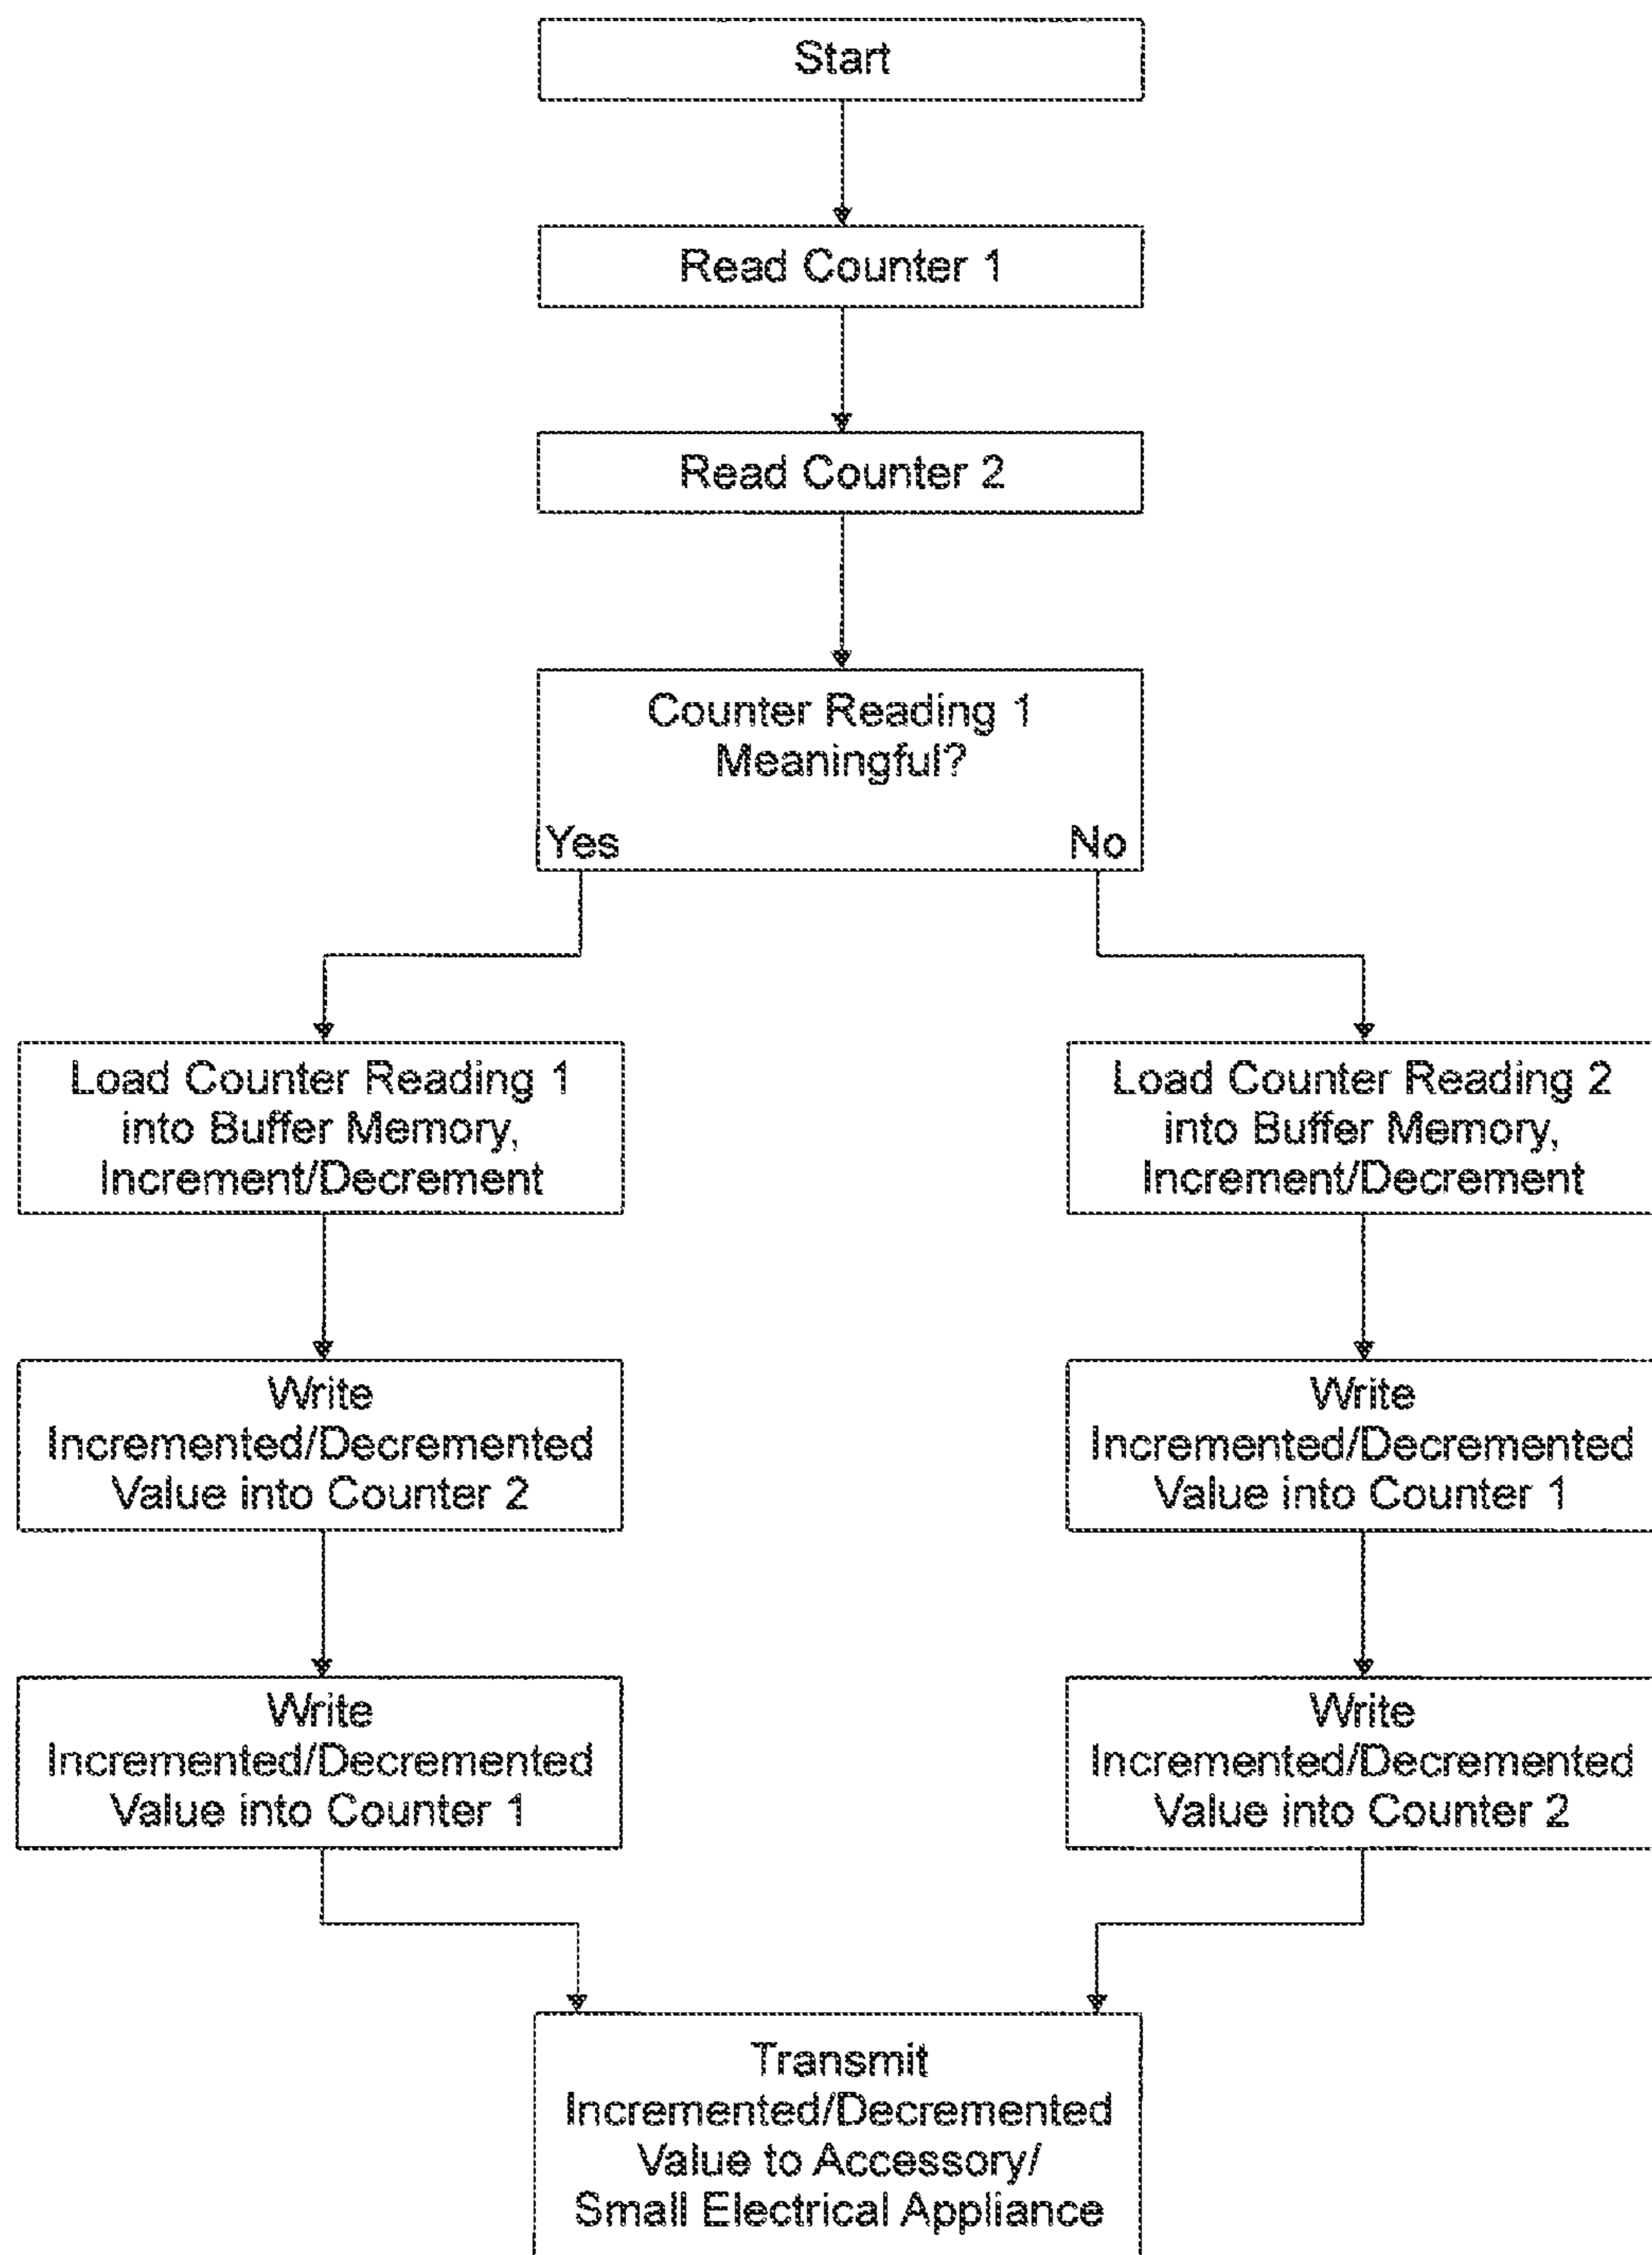 Start
Read Counter 1
Read Counter 2
Counter Reading 1
Meaningful?
Yes
No
Load Counter Reading 1
into Buffer Memory,
Increment/Decrement
Load Counter Reading 2
into Buffer Memory,
Increment/Decrement
Write
Incremented/Decremented
Value into Counter 2
Write
Incremented/Decremented
Value into Counter 1
Write
Incremented/Decremented
Value into Counter 1
Write
Incremented/Decremented
Value into Counter 2
Transmit
Incremented/Decremented
Value to Accessory/
Small Electrical Appliance